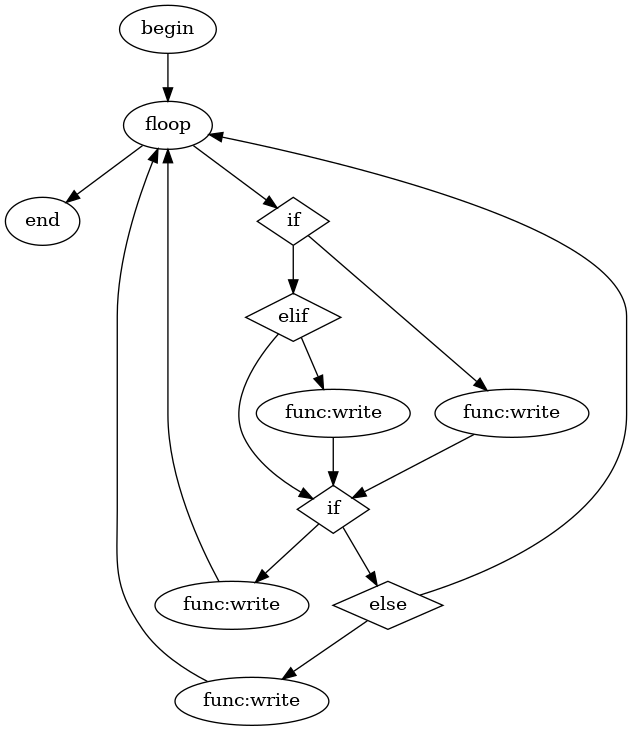 begin
floop
end
if
elif
func:write
func:write
if
func:write
else
func:write